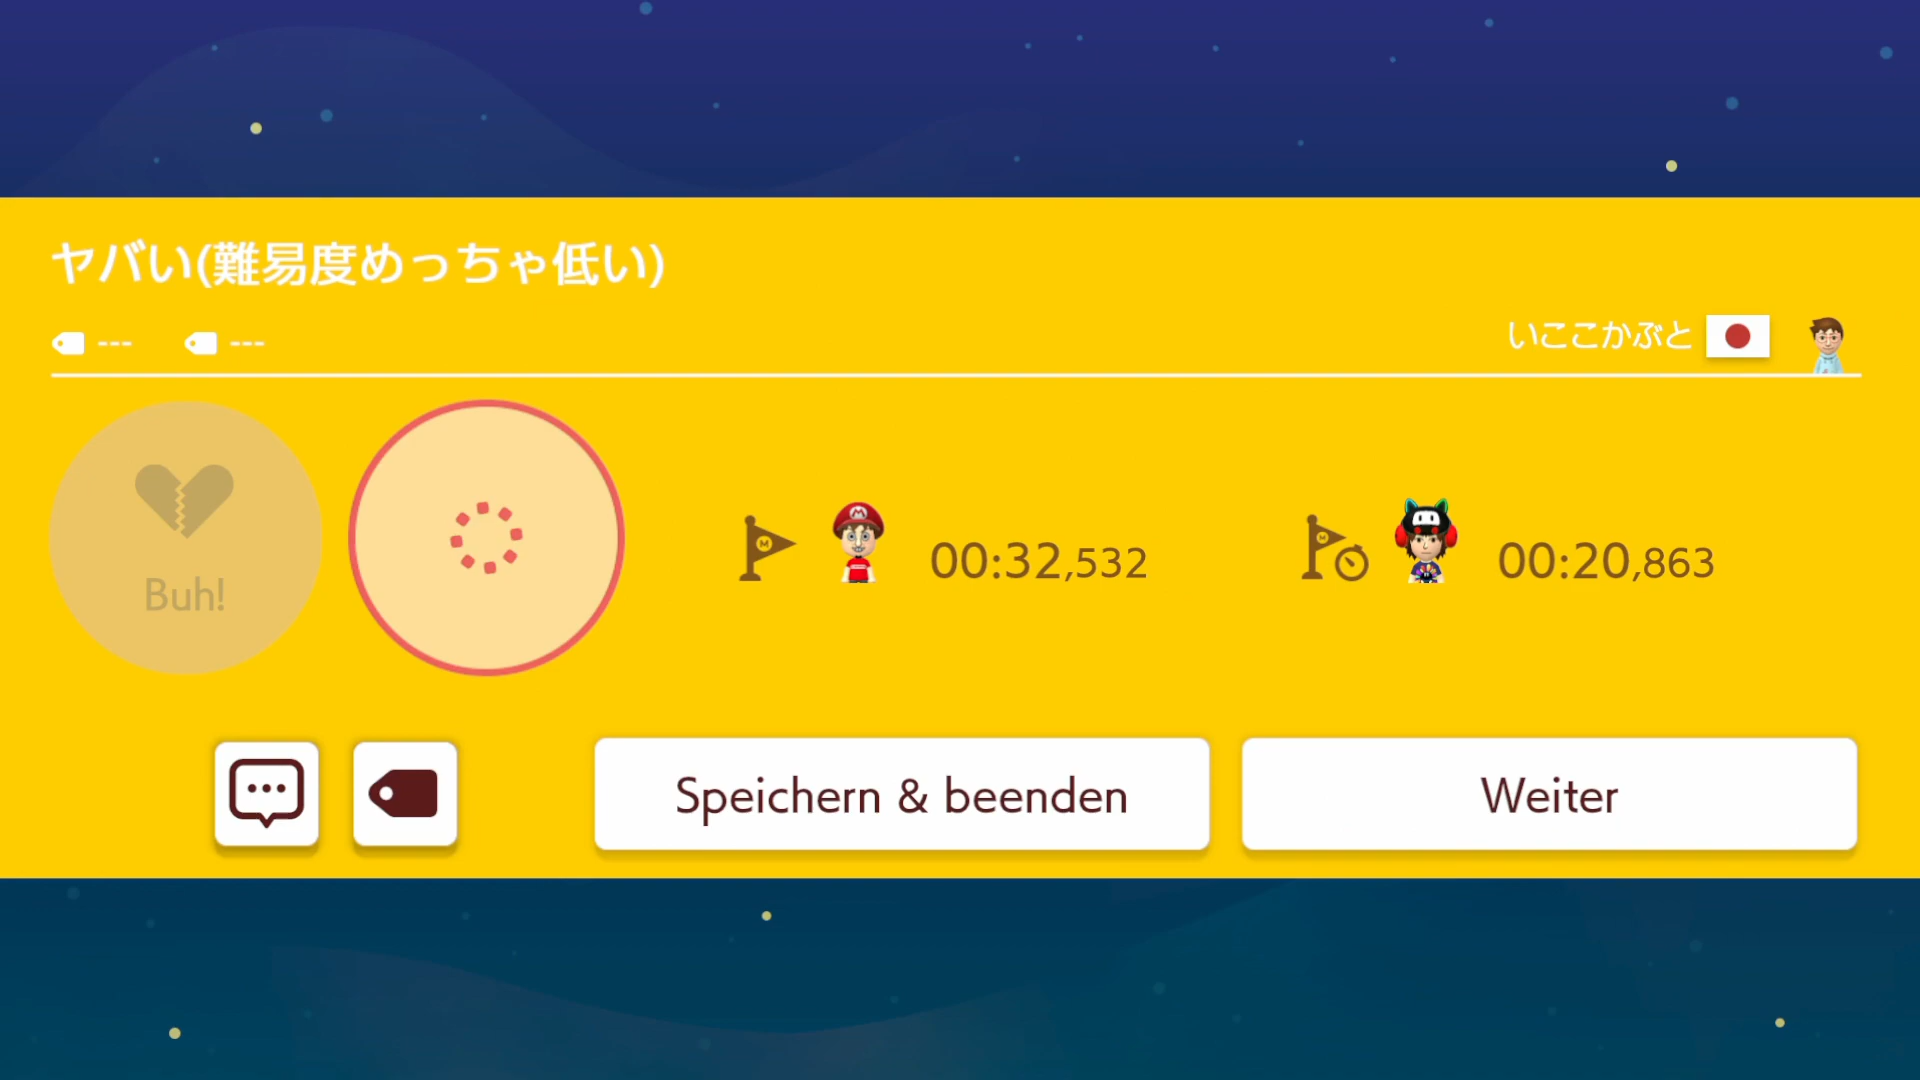 ヤバい(難易度めっちゃ低い)
--- ---
いここかぶと
Buh!
00:32,532
00:20,863
Speichern & beenden
Weiter